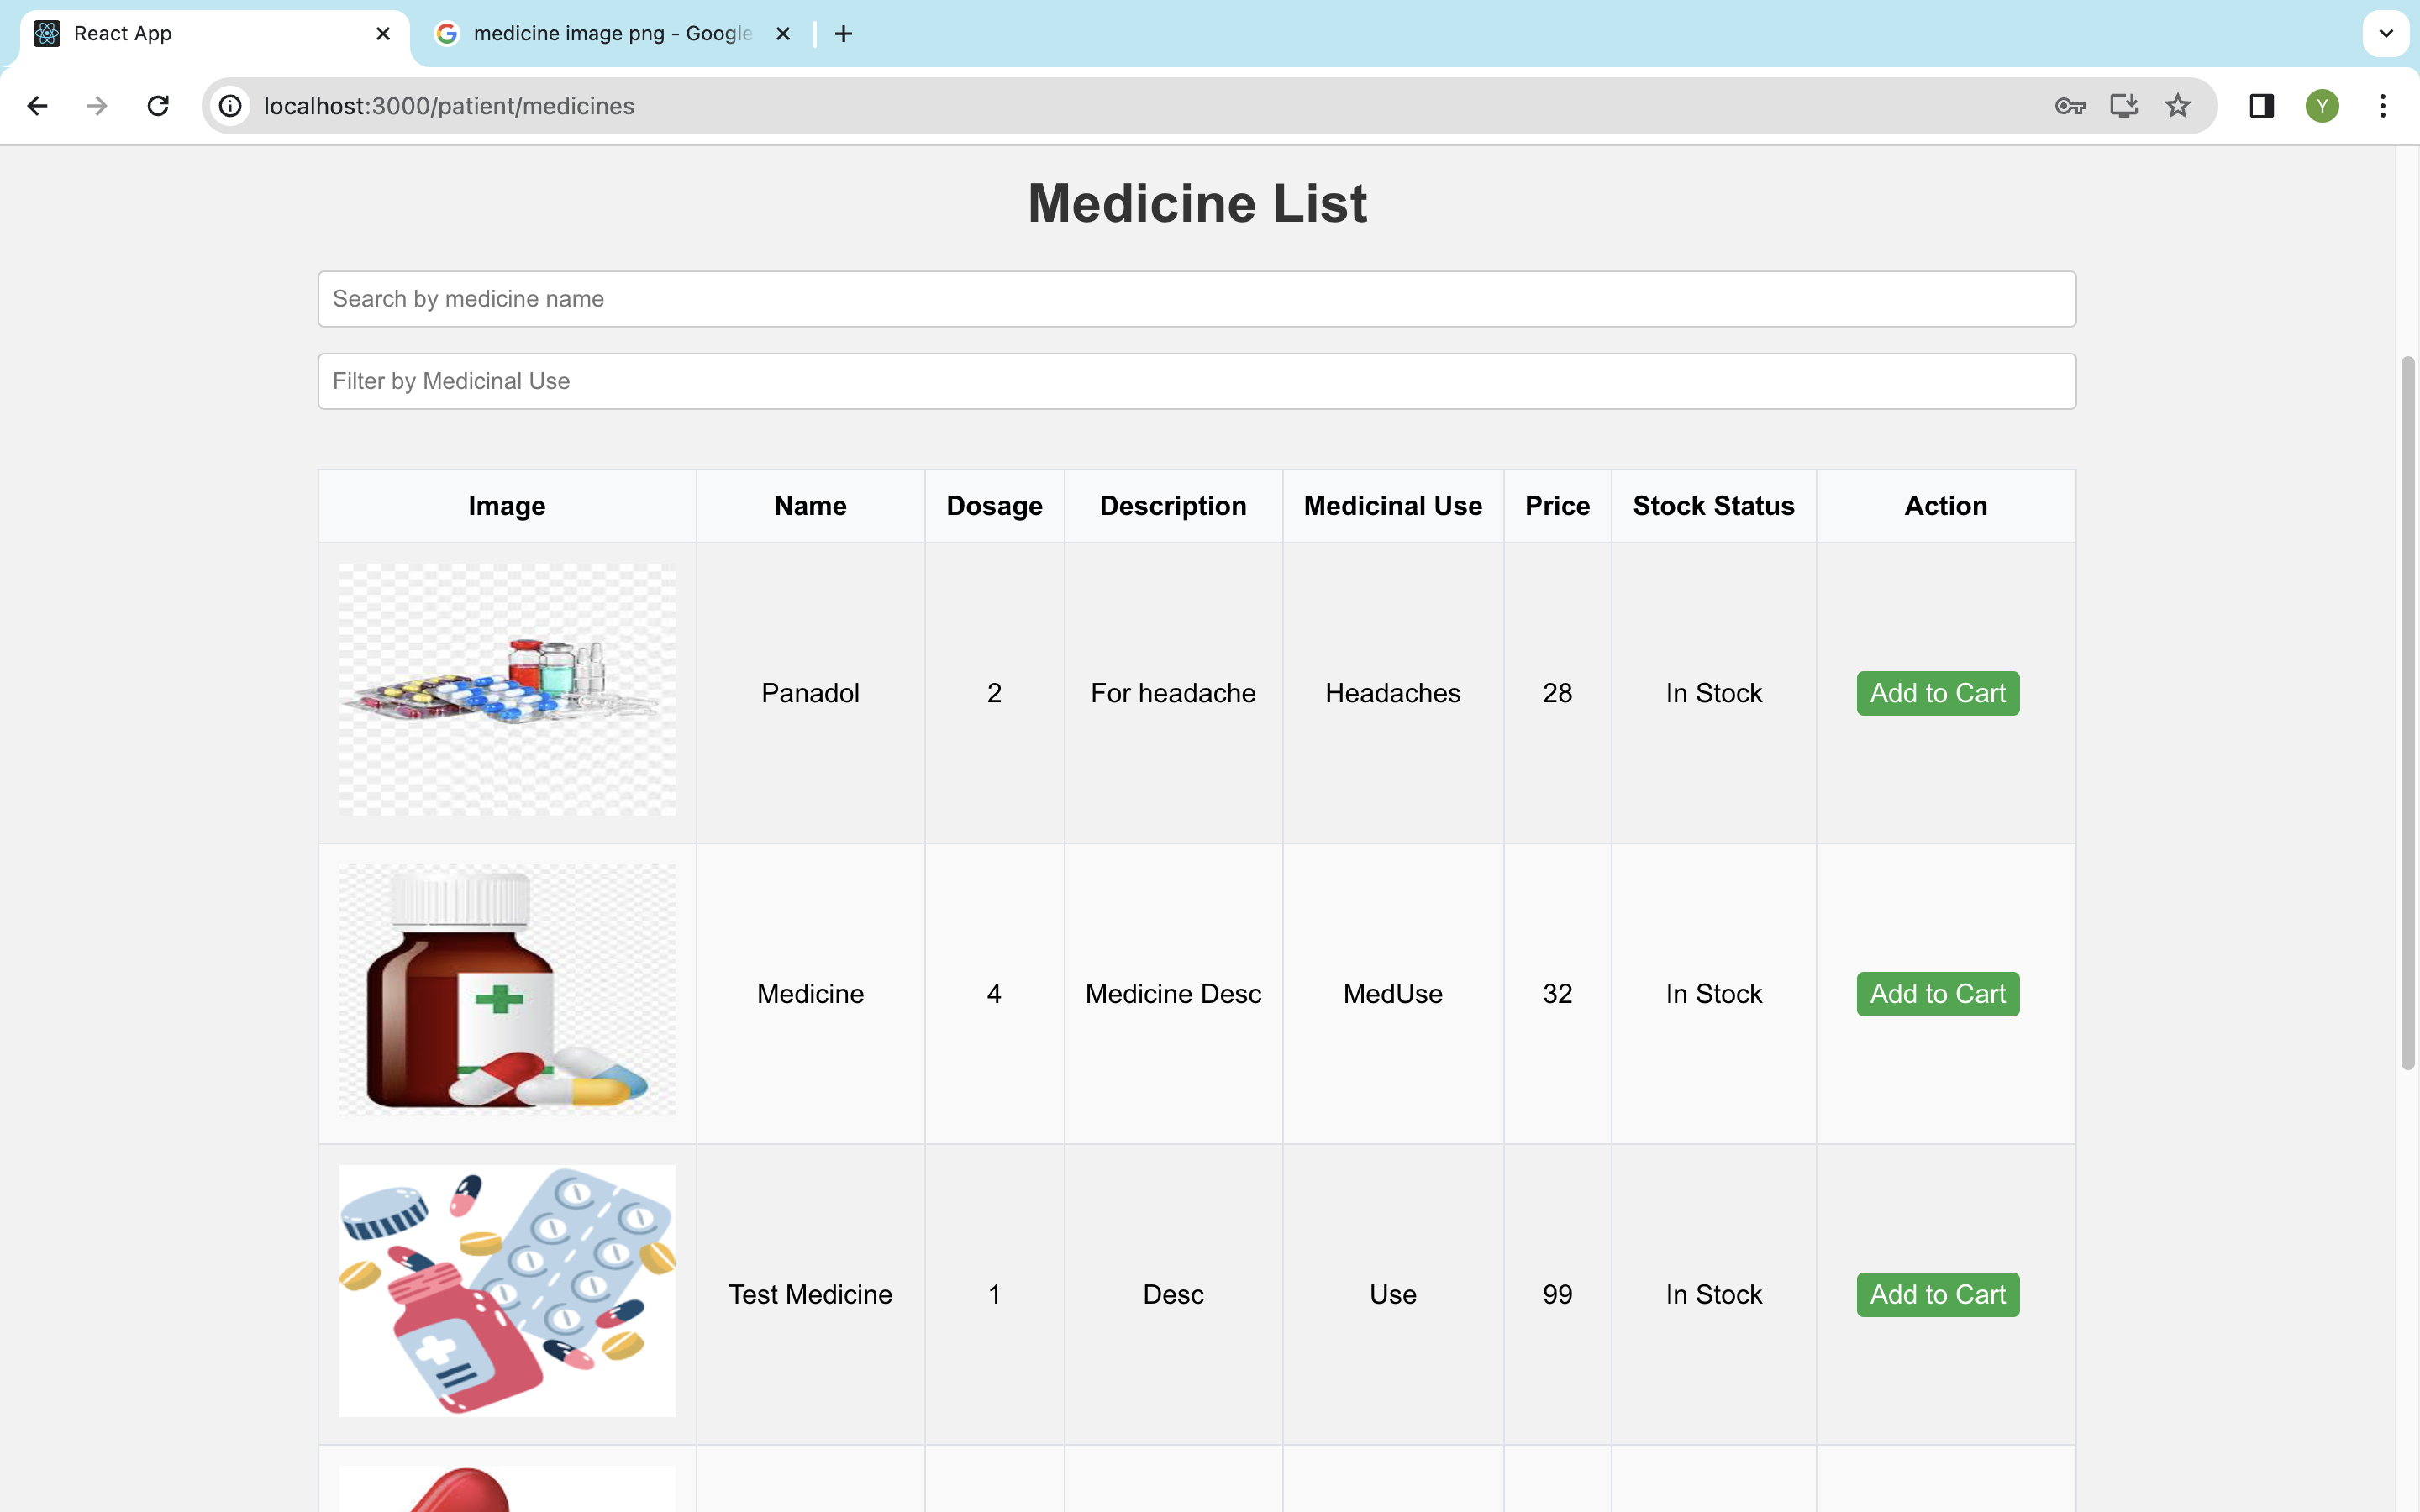 React App
medicine image png - Google
localhost:3000/patient/medicines
Y
Medicine List
Search by medicine name
Filter by Medicinal Use
Image Name Dosage Description Medicinal Use Price Stock Status Action
Panadol 2 For headache Headaches 28 In Stock Add to Cart
Medicine 4 Medicine Desc MedUse 32 In Stock Add to Cart
Test Medicine 1 Desc Use 99 In Stock Add to Cart